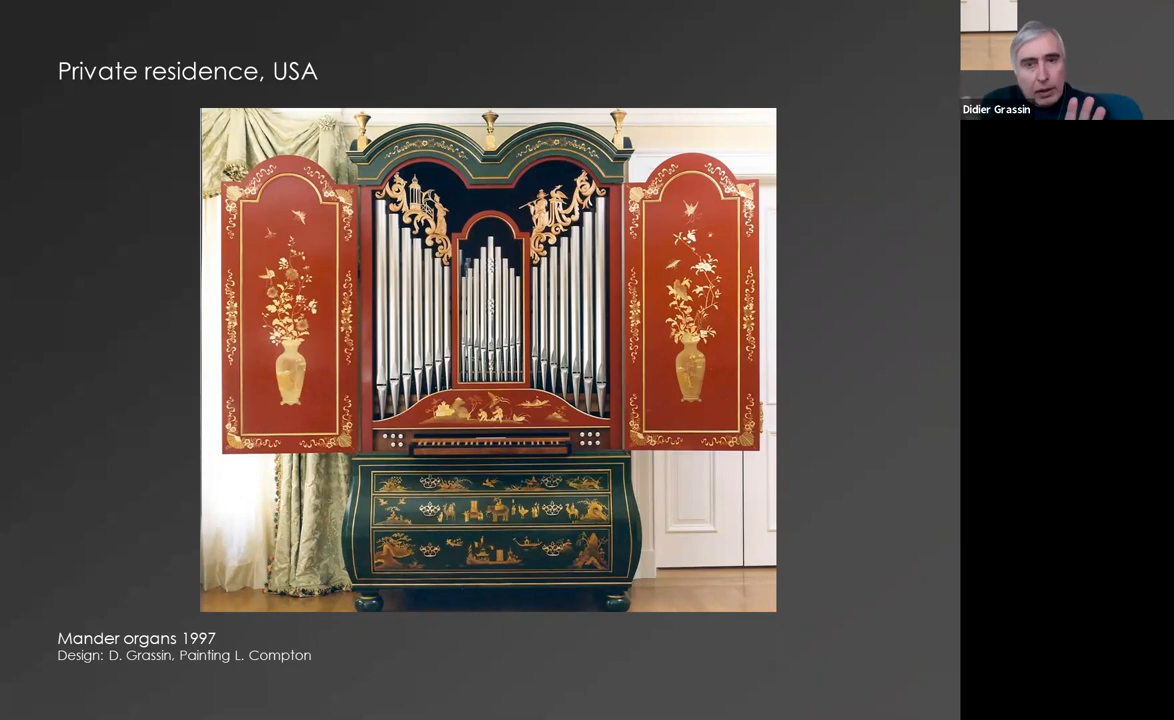 Private residence, USA
Didier Grassin
Mander organs 1997
Design: D. Grassin, Painting L. Compton